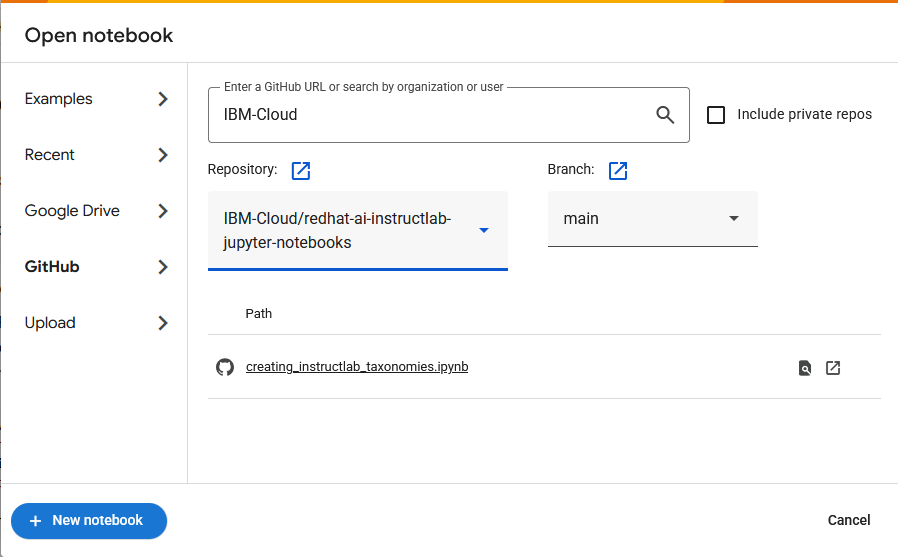 Open notebook
Examples
Recent
Google Drive
GitHub
Upload
Enter a GitHub URL or search by organization or user
IBM-Cloud
Include private repos
Repository:
Branch:
IBM-Cloud/redhat-ai-instructlab-
jupyter-notebooks
main
Path
creating_instructlab_taxonomies.ipynb
+ New notebook
Cancel